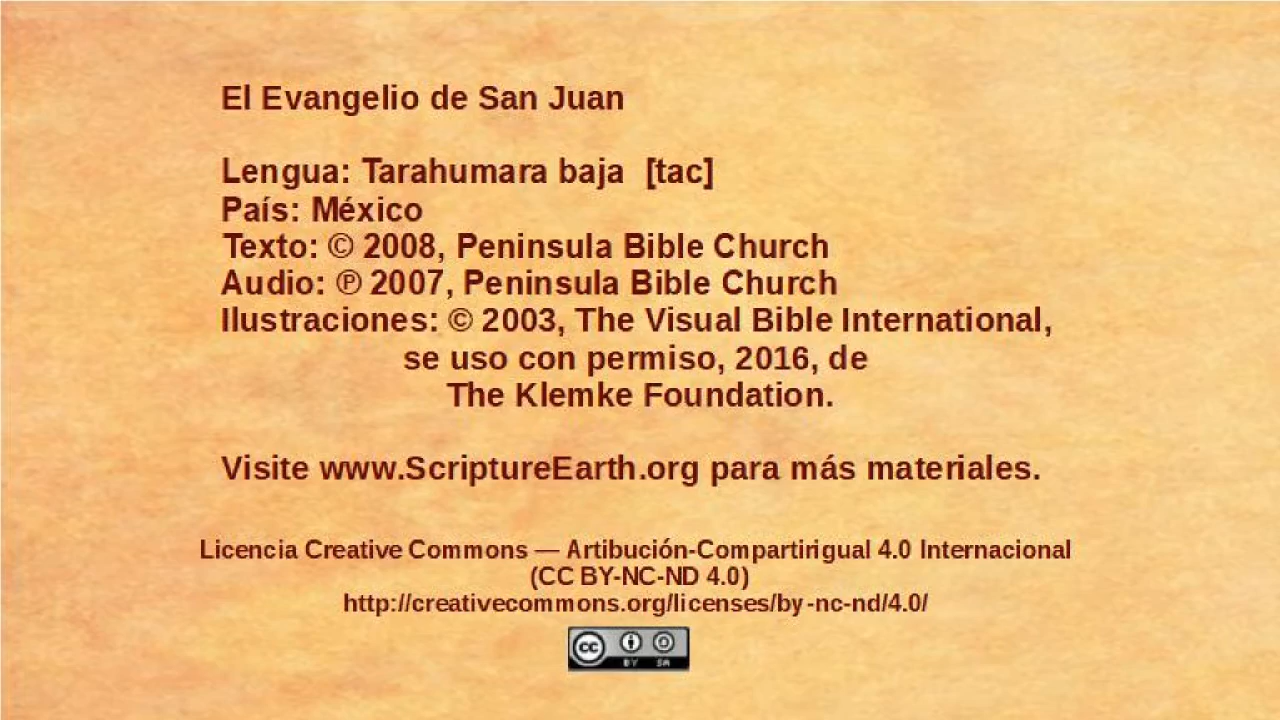 El Evangelio de San Juan
Lengua: Tarahumara baja [tac]
País: México
Texto: © 2008, Peninsula Bible Church
Audio: ℗ 2007, Peninsula Bible Church
Ilustraciones: © 2003, The Visual Bible International,
se uso con permiso, 2016, de
The Klemke Foundation.
Visite www.ScriptureEarth.org para más materiales.
Licencia Creative Commons — Artibución-Compartirigual 4.0 Internacional
(CC BY-NC-ND 4.0)
http://creativecommons.org/licenses/by-nc-nd/4.0/
cc BY SA